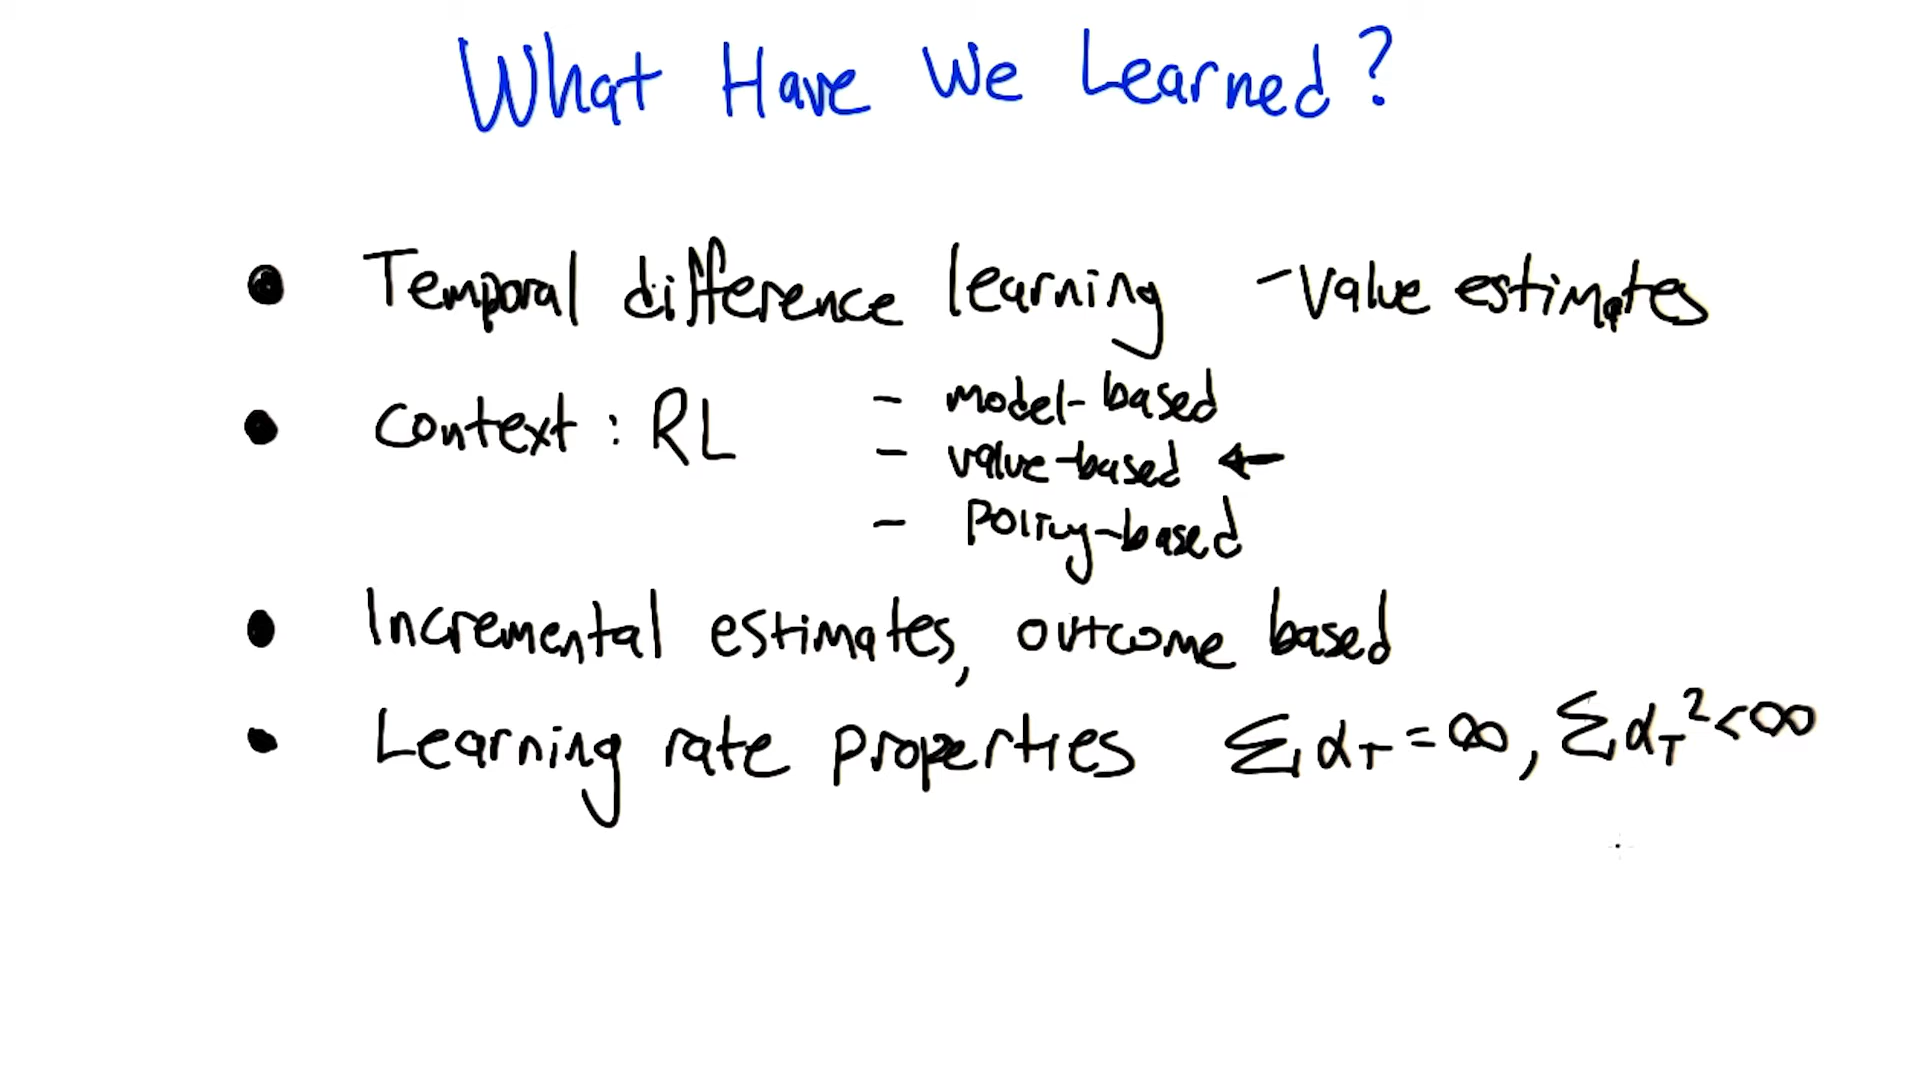 What Have We Learned?
• Temporal difference learning - value estimates
• Context: RL
- model-based
- value-based ←
- policy-based
• Incremental estimates, outcome based
• Learning rate properties ∑ αT = ∞, ∑ αT² < ∞